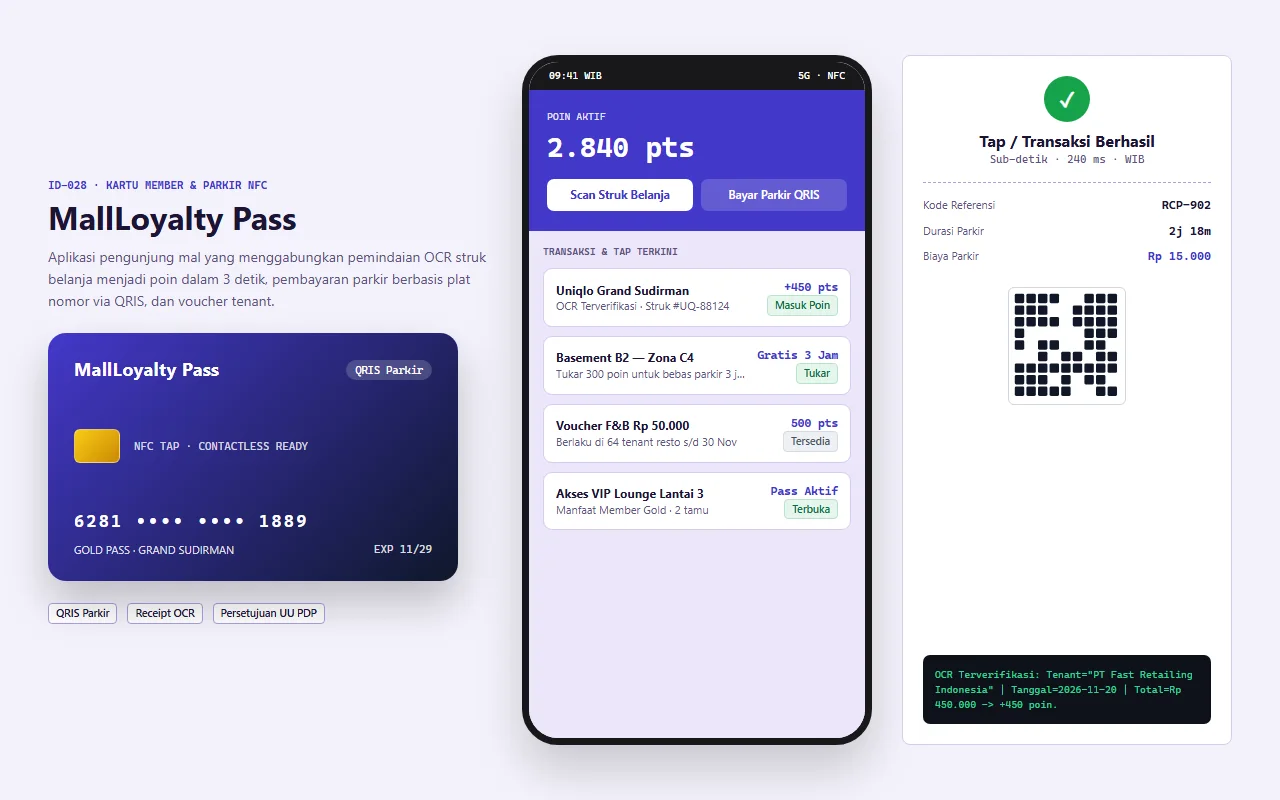 ID-028 · KARTU MEMBER & PARKIR NFC
MallLoyalty Pass
Aplikasi pengunjung mal yang menggabungkan pemindaian OCR struk
belanja menjadi poin dalam 3 detik, pembayaran parkir berbasis plat
nomor via QRIS, dan voucher tenant.
MallLoyalty Pass
QRIS Parkir
NFC TAP · CONTACTLESS READY
6281 •••• •••• 1889
GOLD PASS · GRAND SUDIRMAN
EXP 11/29
QRIS Parkir
Receipt OCR
Persetujuan UU PDP
09:41 WIB
5G · NFC
POIN AKTIF
2.840 pts
Scan Struk Belanja
Bayar Parkir QRIS
TRANSAKSI & TAP TERKINI
Uniqlo Grand Sudirman
+450 pts
OCR Terverifikasi · Struk #UQ-88124
Masuk Poin
Basement B2 — Zona C4
Gratis 3 Jam
Tukar 300 poin untuk bebas parkir 3 j...
Tukar
Voucher F&B Rp 50.000
500 pts
Berlaku di 64 tenant resto s/d 30 Nov
Tersedia
Akses VIP Lounge Lantai 3
Pass Aktif
Manfaat Member Gold · 2 tamu
Terbuka
✓
Tap / Transaksi Berhasil
Sub-detik · 240 ms · WIB
Kode Referensi
RCP-902
Durasi Parkir
2j 18m
Biaya Parkir
Rp 15.000
OCR Terverifikasi: Tenant="PT Fast Retailing
Indonesia" | Tanggal=2026-11-20 | Total=Rp
450.000 -> +450 poin.